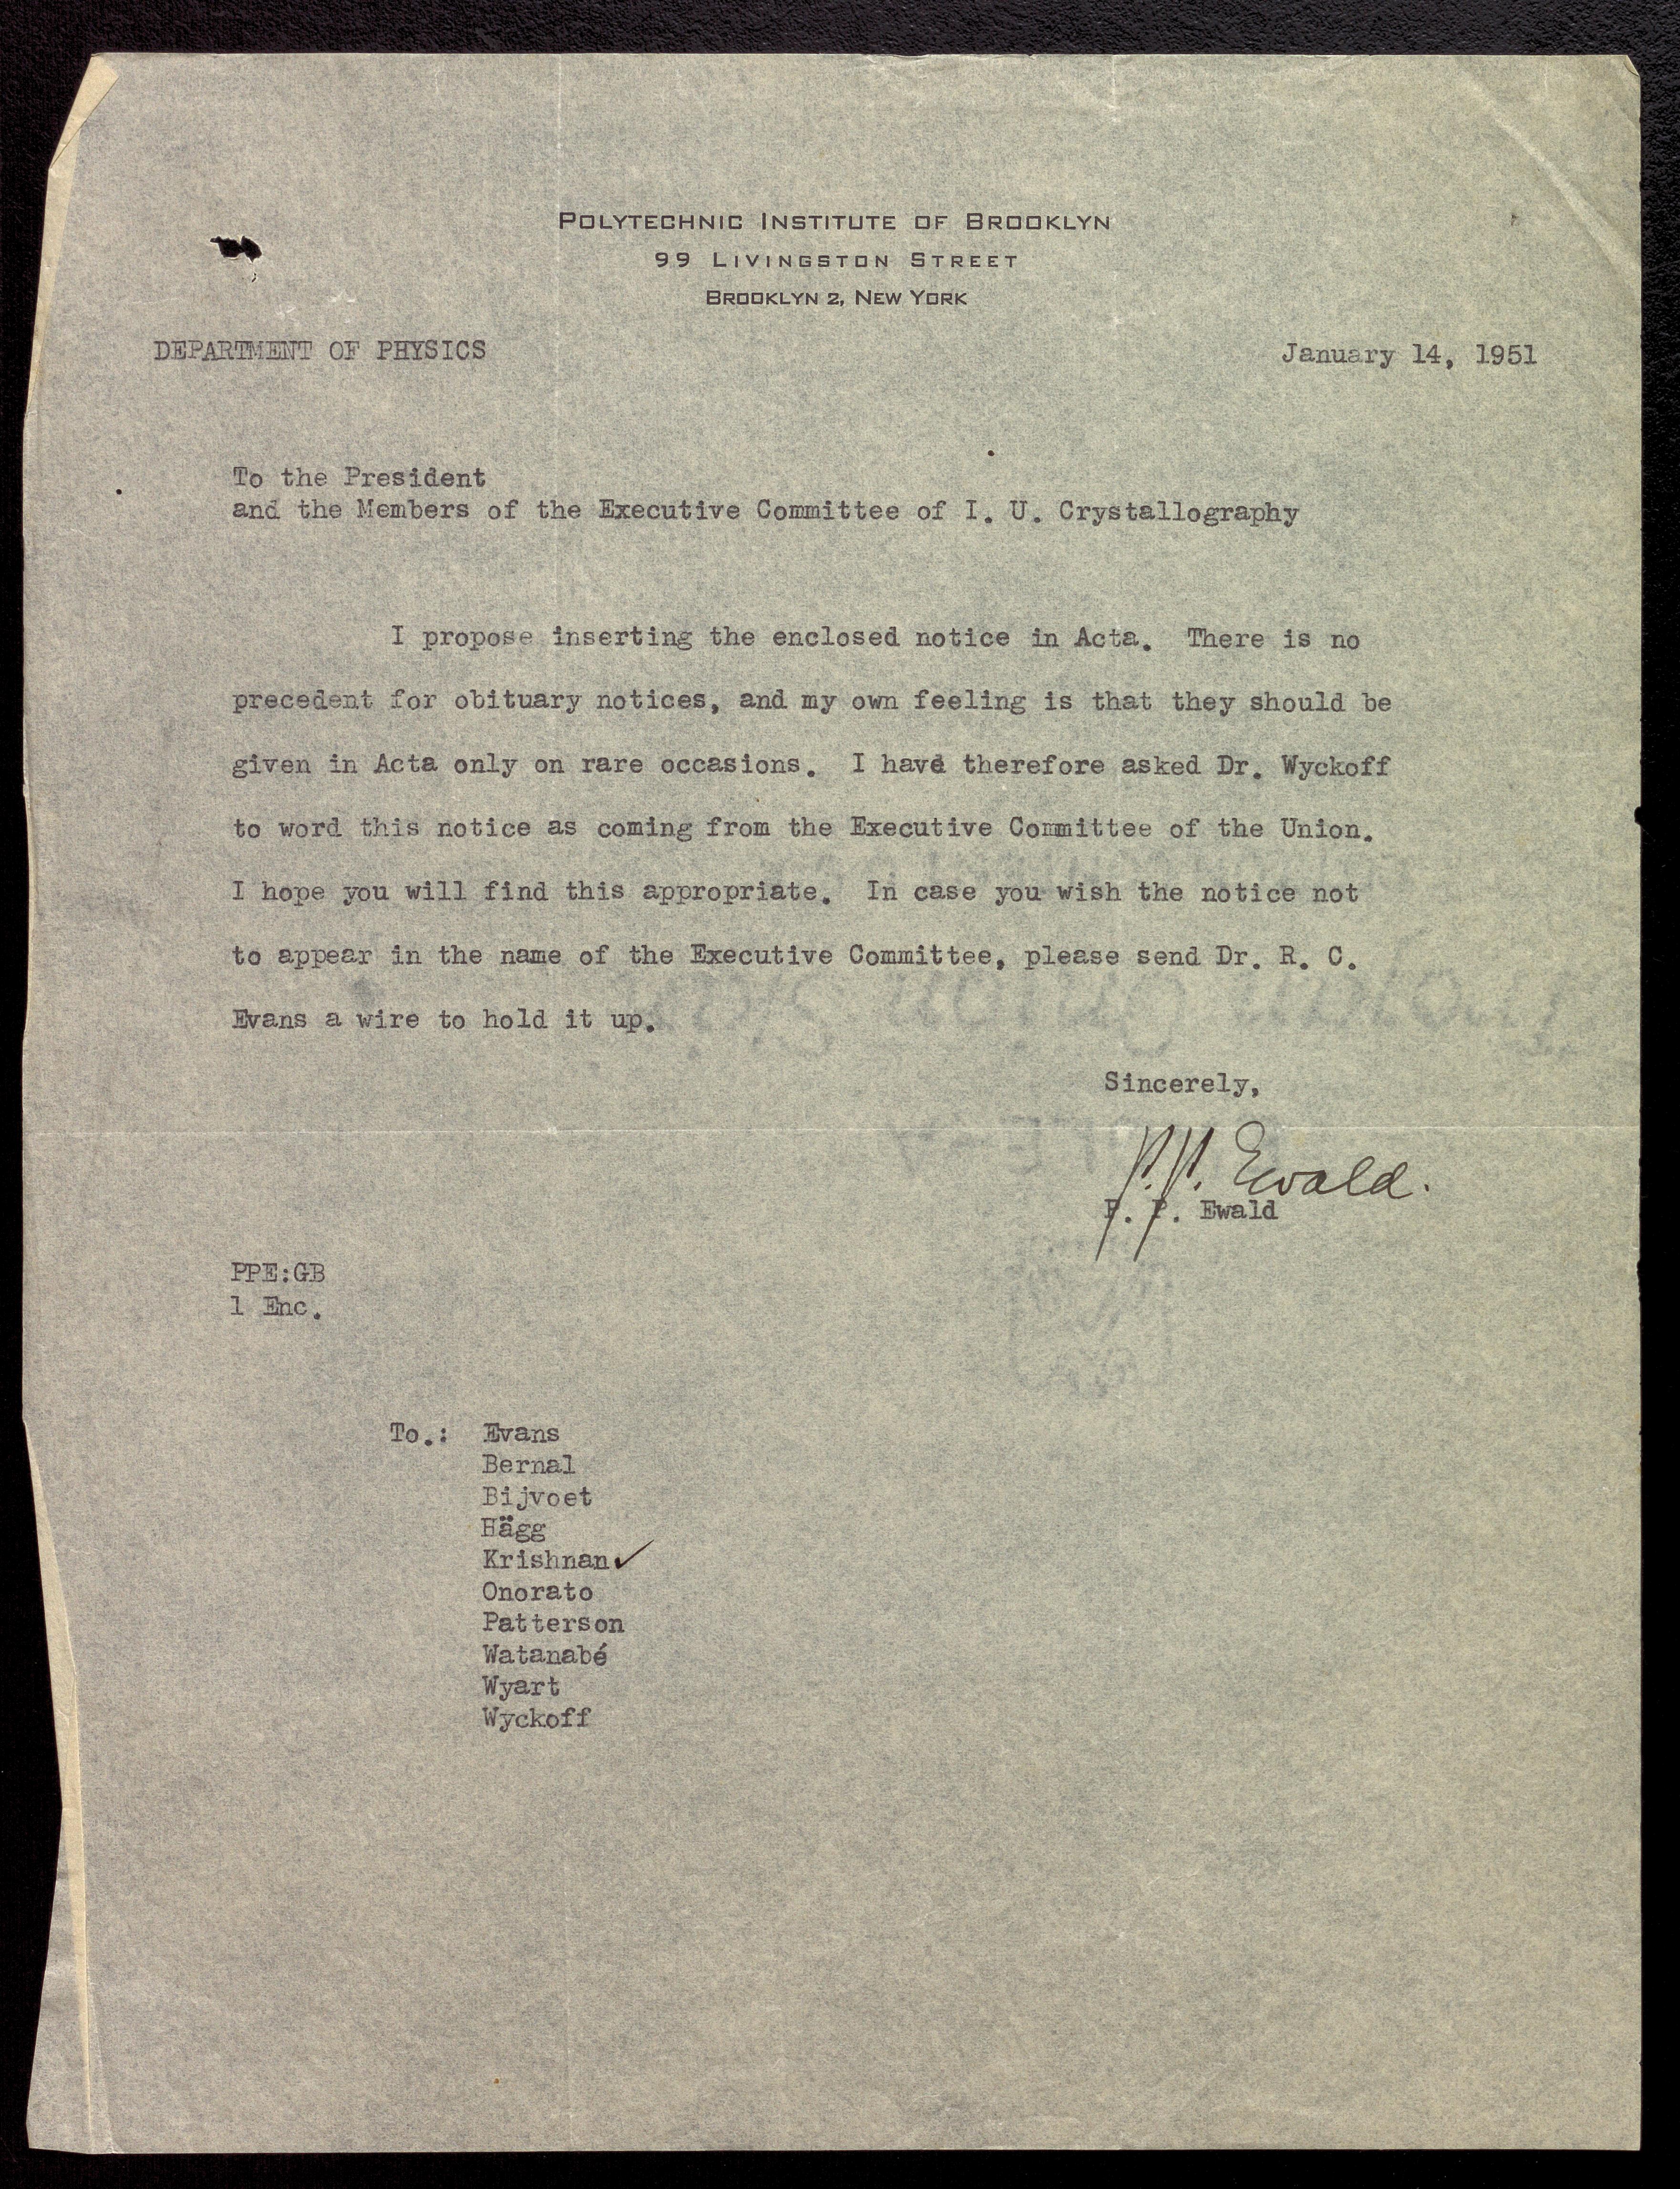 POLYTECHNIC INSTITUTE OF BROOKLYN
99 LIVINGSTON STREET
BROOKLYN 2, NEW YORK
DEPARTMENT OF PHYSICS
January 14, 1951
To the President
and the Members of the Executive Committee of I. U. Crystallography
I propose inserting the enclosed notice in Acta. There is no
precedent for obituary notices, and my own feeling is that they should be
given in Acta only on rare occasions. I have therefore asked Dr. Wyckoff
to word this notice as coming from the Executive Committee of the Union.
I hope you will find this appropriate. In case you wish the notice not
to appear in the name of the Executive Committee, please send Dr. R. C.
Evans a wire to hold it up.
Sincerely,
P.P. Ewald.
P. P. Ewald
PPE:GB
1 Enc.
To.: Evans
Bernal
Bijvoet
Hägg
Krishnan✓
Onorato
Patterson
Watanabé
Wyart
Wyckoff